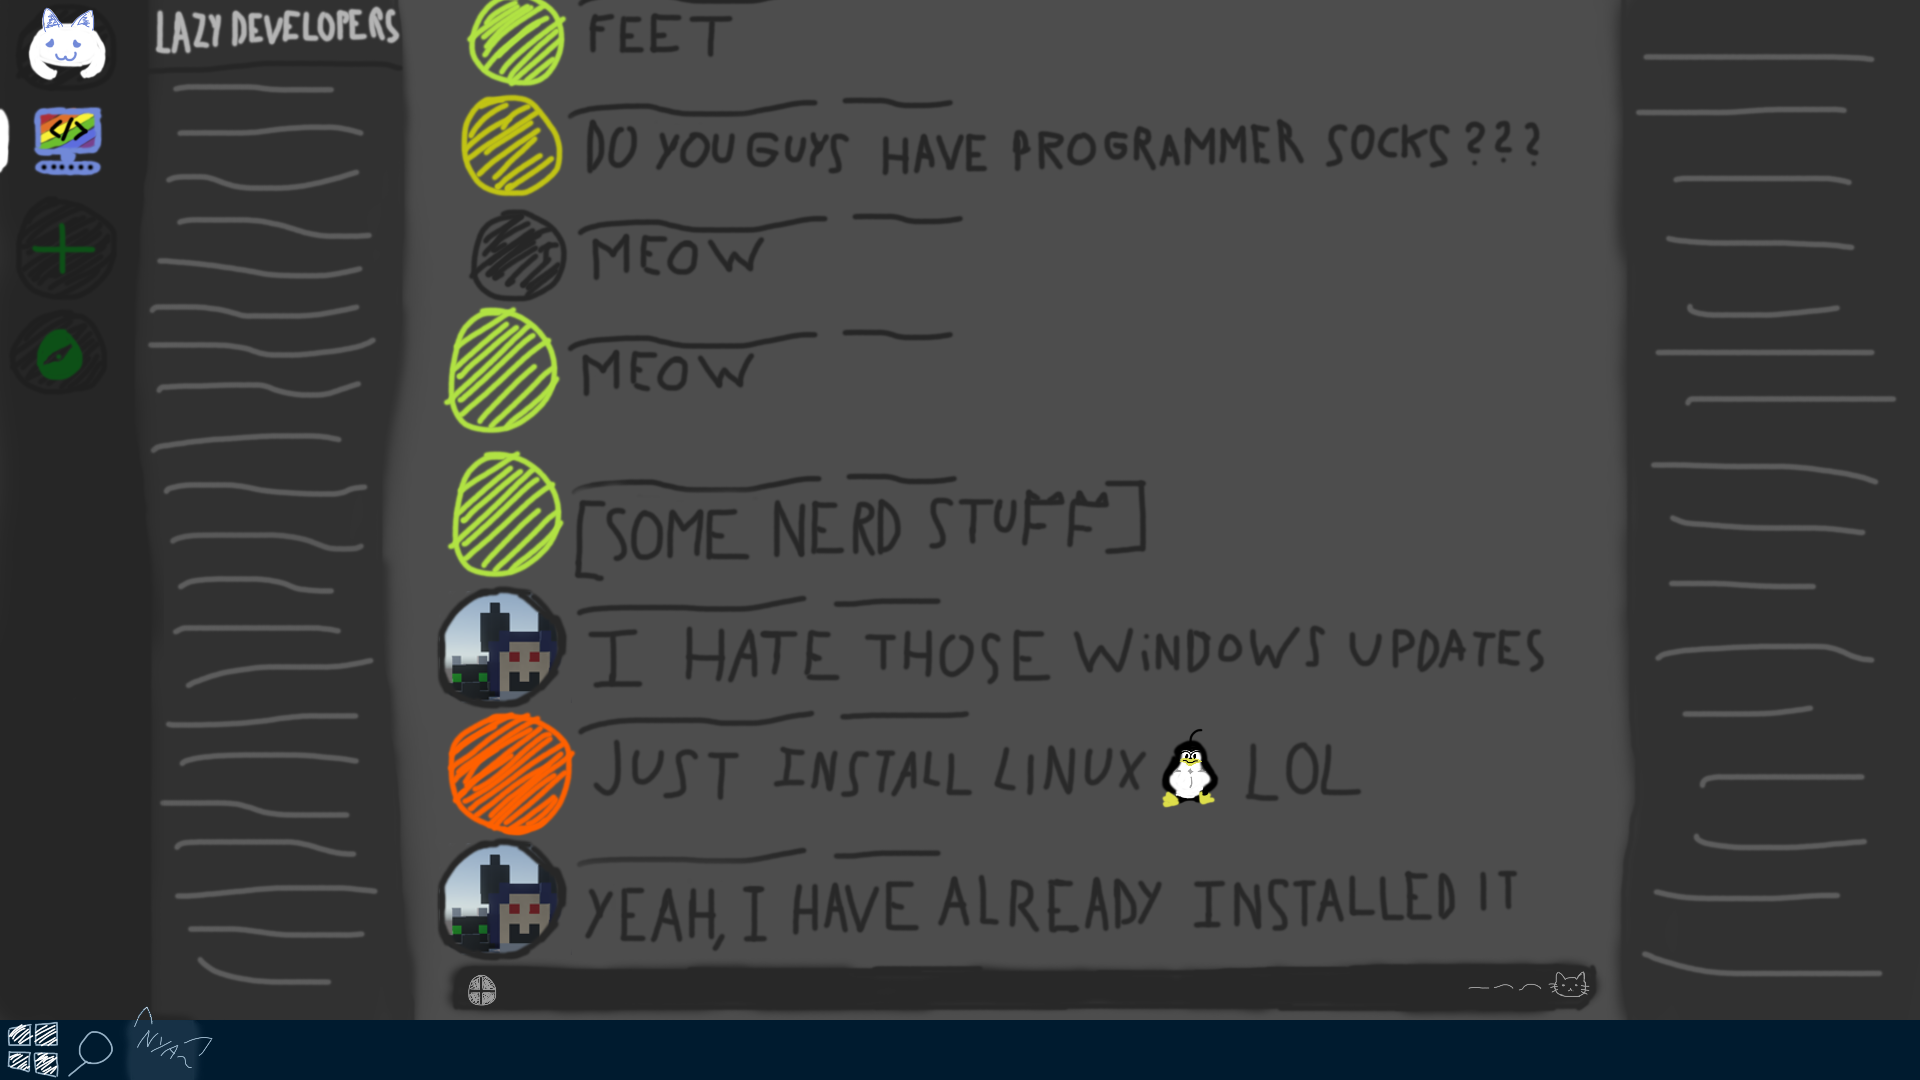 LAZY DEVELOPERS
</>
FEET
DO YOU GUYS HAVE PROGRAMMER SOCKS???
MEOW
MEOW
[SOME NERD STUFF]
I HATE THOSE WiNDOWS UPDATES
JUST INSTALL LINUX LOL
YEAH, I HAVE ALREADY INSTALLED IT
NYA~